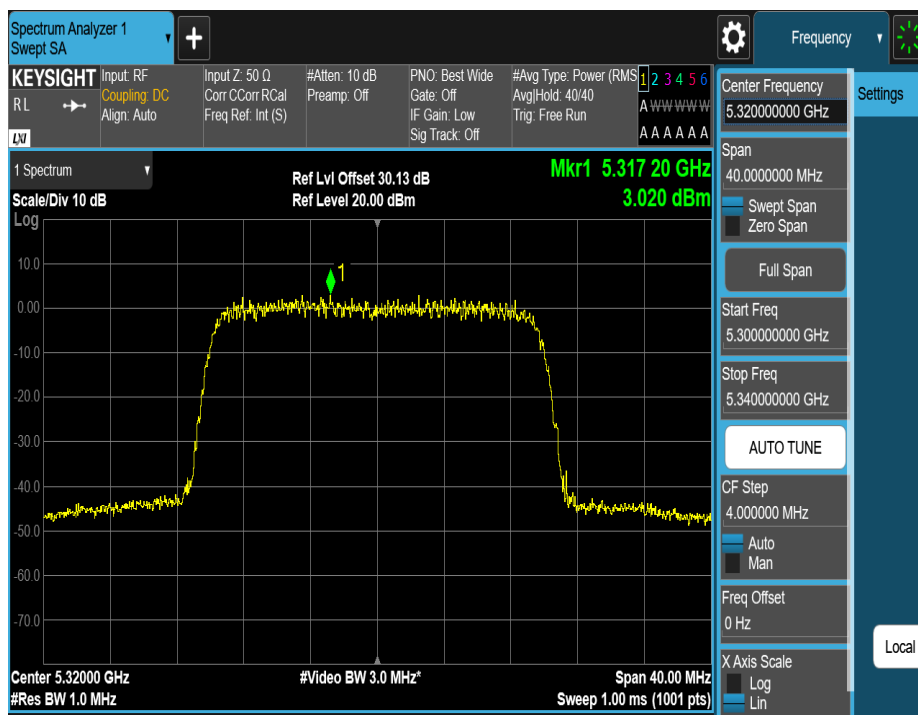 Spectrum Analyzer 1
Swept SA
Frequency
KEYSIGHT
R L
LXI
Input: RF
Coupling: DC
Align: Auto
Input Z: 50 Ω
Corr CCorr RCal
Freq Ref: Int (S)
#Atten: 10 dB
Preamp: Off
PNO: Best Wide
Gate: Off
IF Gain: Low
Sig Track: Off
#Avg Type: Power (RMS
Avg|Hold: 40/40
Trig: Free Run
1 2 3 4 5 6
A W W W W W
A A A A A A
1 Spectrum
Scale/Div 10 dB
Log
Ref Lvl Offset 30.13 dB
Ref Level 20.00 dBm
Mkr1 5.317 20 GHz
3.020 dBm
1
10.0
0.00
-10.0
-20.0
-30.0
-40.0
-50.0
-60.0
-70.0
Center 5.32000 GHz
#Res BW 1.0 MHz
#Video BW 3.0 MHz*
Span 40.00 MHz
Sweep 1.00 ms (1001 pts)
Center Frequency
5.320000000 GHz
Span
40.0000000 MHz
Swept Span
Zero Span
Full Span
Start Freq
5.300000000 GHz
Stop Freq
5.340000000 GHz
AUTO TUNE
CF Step
4.000000 MHz
Auto
Man
Freq Offset
0 Hz
X Axis Scale
Log
Lin
Settings
Local